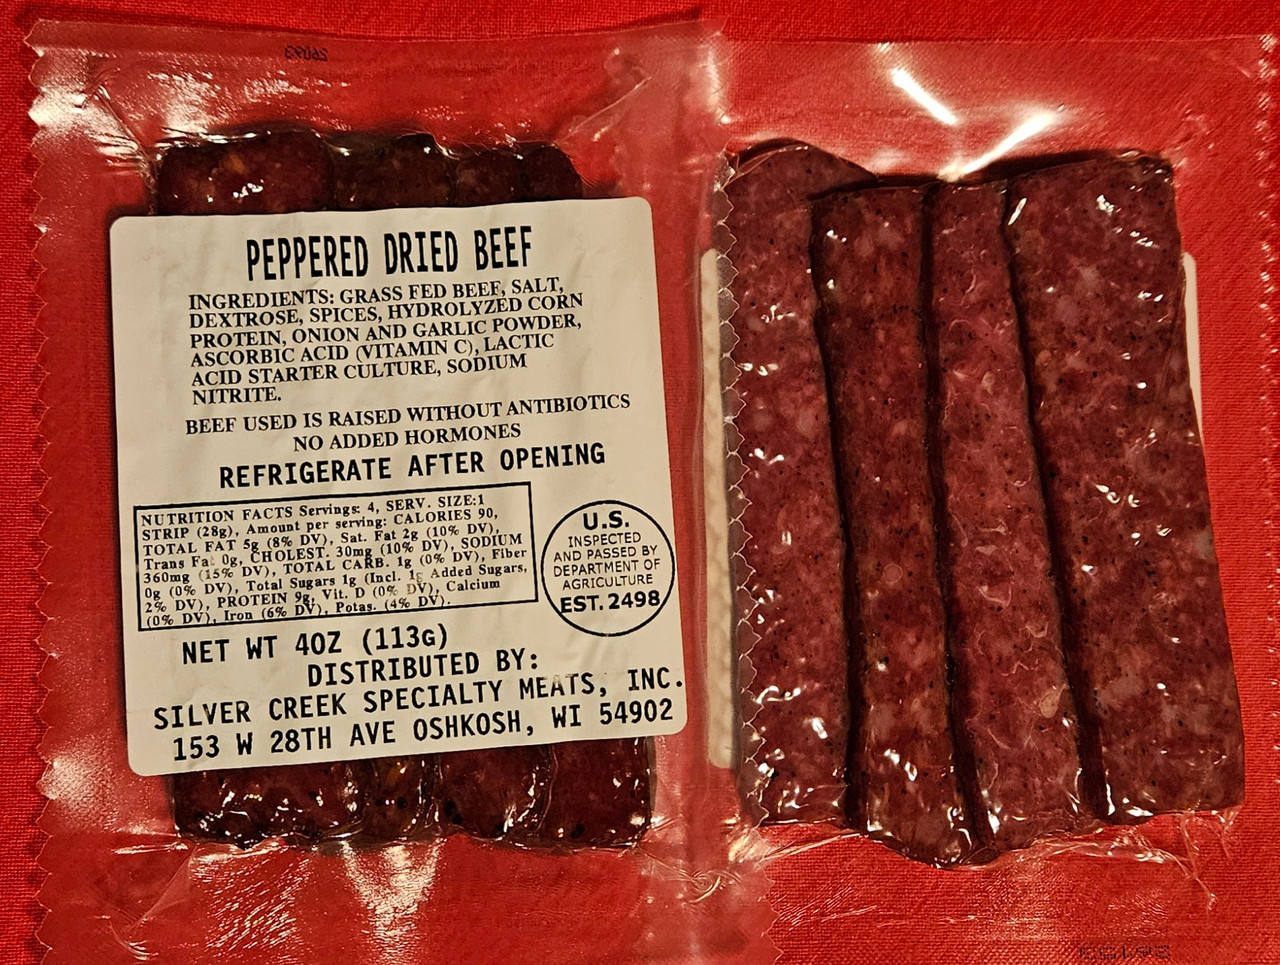 PEPPERED DRIED BEEF
INGREDIENTS: GRASS FED BEEF, SALT,
DEXTROSE, SPICES, HYDROLYZED CORN
PROTEIN, ONION AND GARLIC POWDER,
ASCORBIC ACID (VITAMIN C), LACTIC
ACID STARTER CULTURE, SODIUM
NITRITE.
BEEF USED IS RAISED WITHOUT ANTIBIOTICS
NO ADDED HORMONES
REFRIGERATE AFTER OPENING
NUTRITION FACTS Servings: 4, SERV. SIZE:1
STRIP (28g), Amount per serving: CALORIES 90,
TOTAL FAT 5g (8% DV), Sat. Fat 2g (10% DV),
Trans Fat 0g, CHOLEST. 30mg (10% DV), SODIUM
360mg (15% DV), TOTAL CARB. 1g (0% DV), Fiber
0g (0% DV), Total Sugars 1g (Incl. 1g Added Sugars,
2% DV), PROTEIN 9g, Vit. D (0% DV), Calcium
(0% DV), Iron (6% DV), Potas. (4% DV).
U.S.
INSPECTED
AND PASSED BY
DEPARTMENT OF
AGRICULTURE
EST. 2498
NET WT 4OZ (113G)
DISTRIBUTED BY:
SILVER CREEK SPECIALTY MEATS, INC.
153 W 28TH AVE OSHKOSH, WI 54902